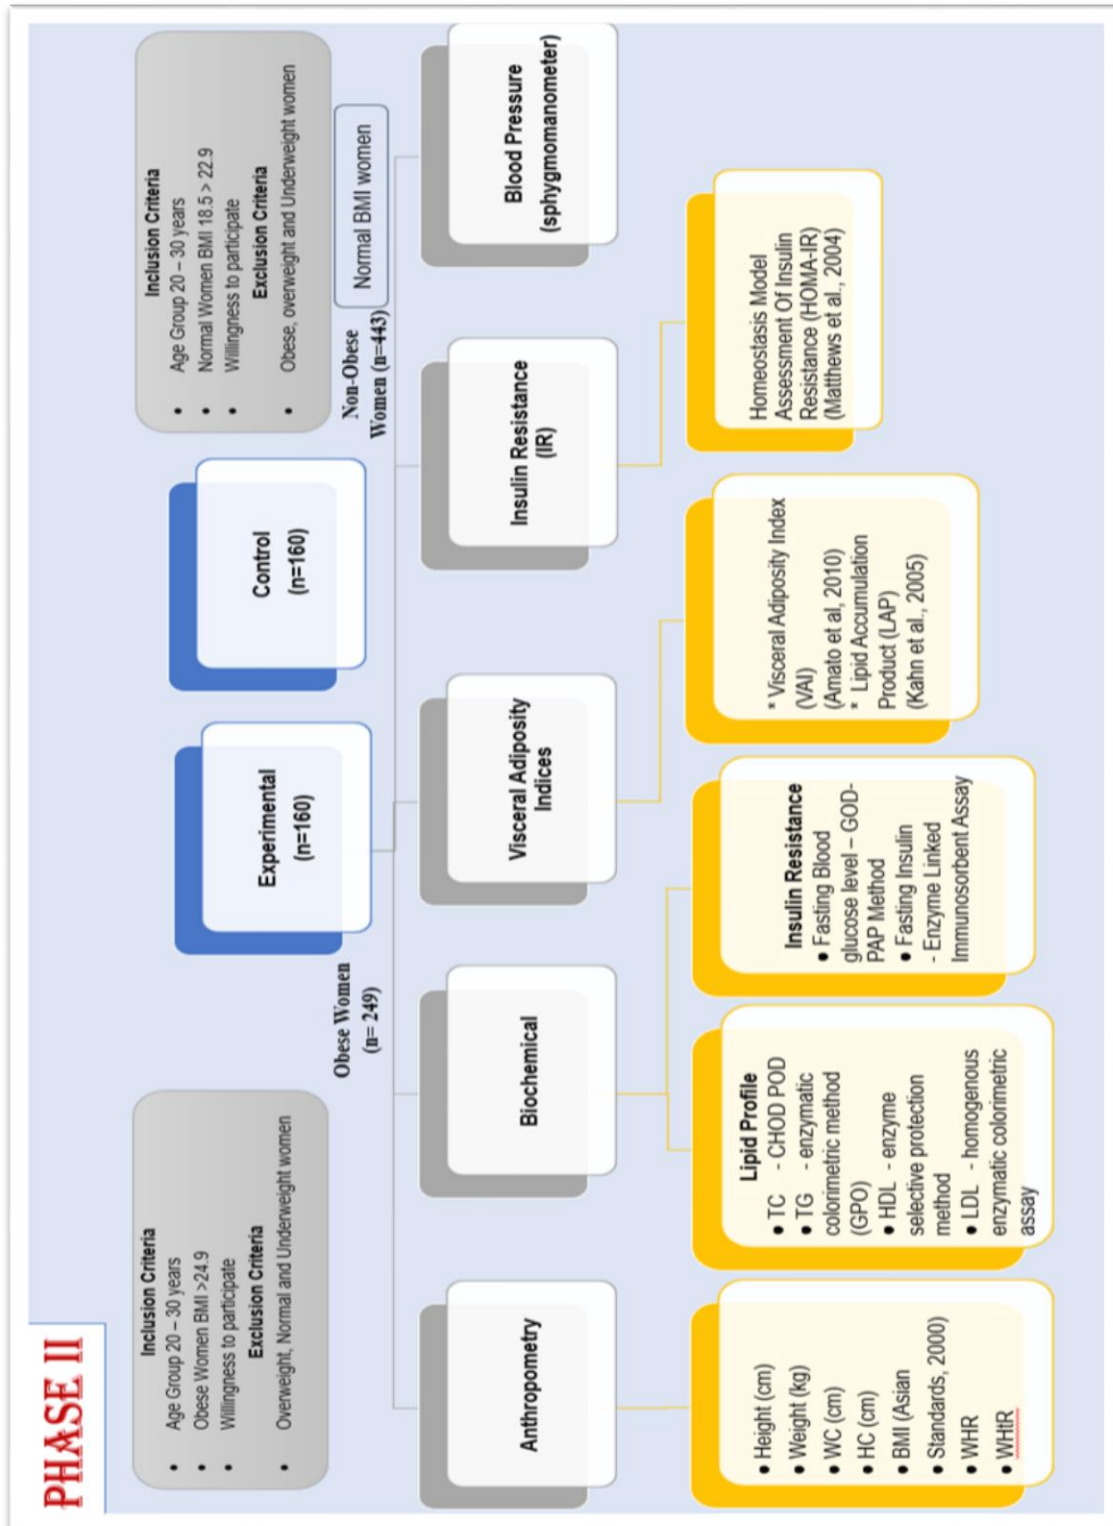 PHASE II
Inclusion Criteria
• Age Group 20 – 30 years
• Obese Women BMI >24.9
• Willingness to participate
Exclusion Criteria
• Overweight, Normal and Underweight women
Experimental
(n=160)
Control
(n=160)
Inclusion Criteria
• Age Group 20 – 30 years
• Normal Women BMI 18.5 > 22.9
• Willingness to participate
Exclusion Criteria
• Obese, overweight and Underweight women
Obese Women
(n= 249)
Non-Obese
Women (n=443)
Normal BMI women
Anthropometry
Biochemical
Visceral Adiposity
Indices
Insulin Resistance
(IR)
Blood Pressure
(sphygmomanometer)
• Height (cm)
• Weight (kg)
• WC (cm)
• HC (cm)
• BMI (Asian
• Standards, 2000)
• WHR
• WHtR
Lipid Profile
• TC - CHOD POD
• TG - enzymatic
colorimetric method
(GPO)
• HDL - enzyme
selective protection
method
• LDL - homogenous
enzymatic colorimetric
assay
Insulin Resistance
• Fasting Blood
glucose level – GOD-
PAP Method
• Fasting Insulin
- Enzyme Linked
Immunosorbent Assay
* Visceral Adiposity Index
(VAI)
(Amato et al, 2010)
* Lipid Accumulation
Product (LAP)
(Kahn et al., 2005)
Homeostasis Model
Assessment Of Insulin
Resistance (HOMA-IR)
(Matthews et al., 2004)